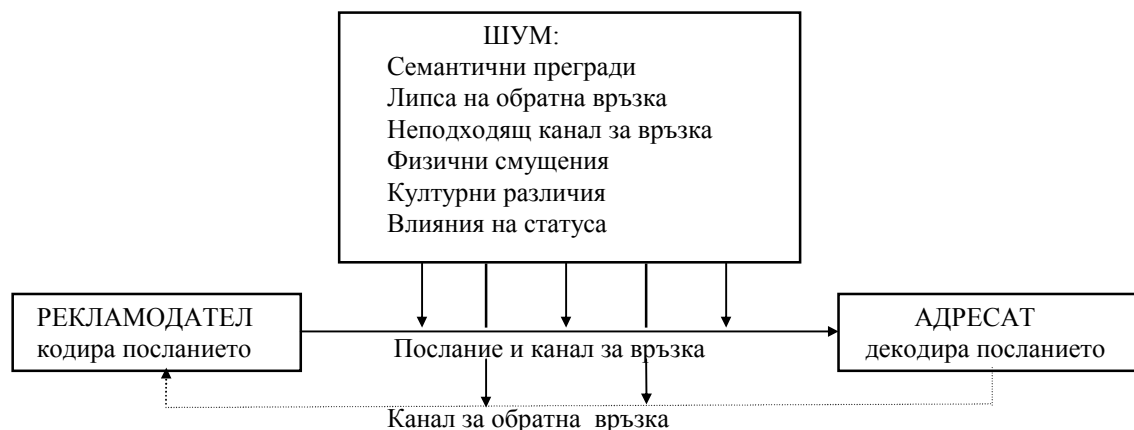 ШУМ:
Семантични прегради
Липса на обратна връзка
Неподходящ канал за връзка
Физични смущения
Културни различия
Влияния на статуса
РЕКЛАМОДАТЕЛ
кодира посланието
Послание и канал за връзка
АДРЕСАТ
декодира посланието
Канал за обратна връзка